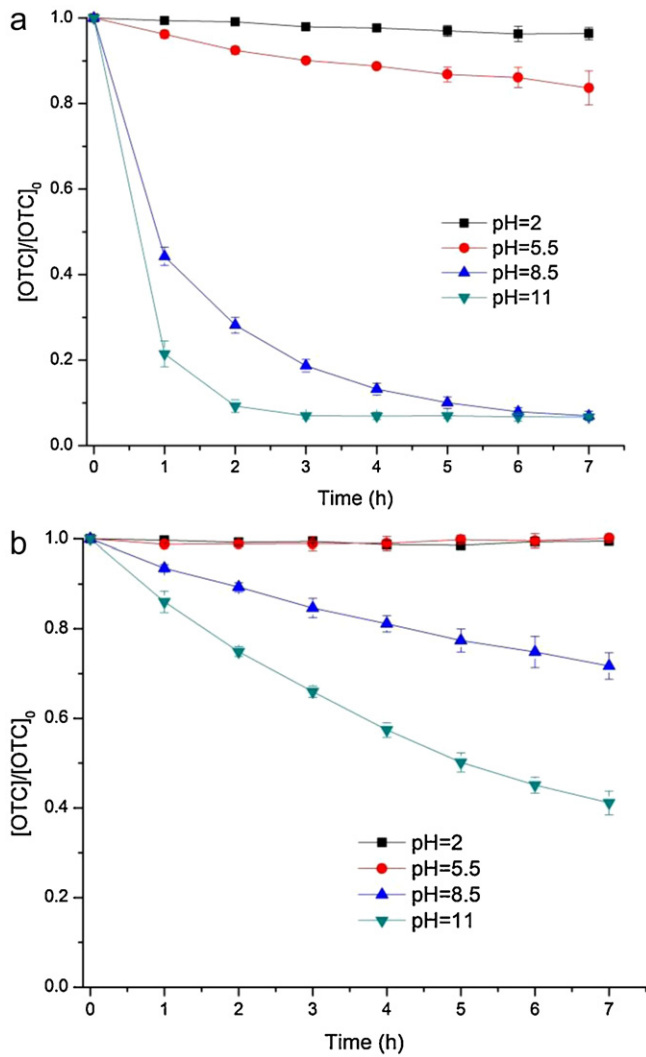 a
1.0
0.8
0.6
0.4
0.2
0.0
[OTC]/[OTC]₀
pH=2
pH=5.5
pH=8.5
pH=11
0 1 2 3 4 5 6 7
Time (h)
b
1.0
0.8
0.6
0.4
0.2
0.0
[OTC]/[OTC]₀
pH=2
pH=5.5
pH=8.5
pH=11
0 1 2 3 4 5 6 7
Time (h)